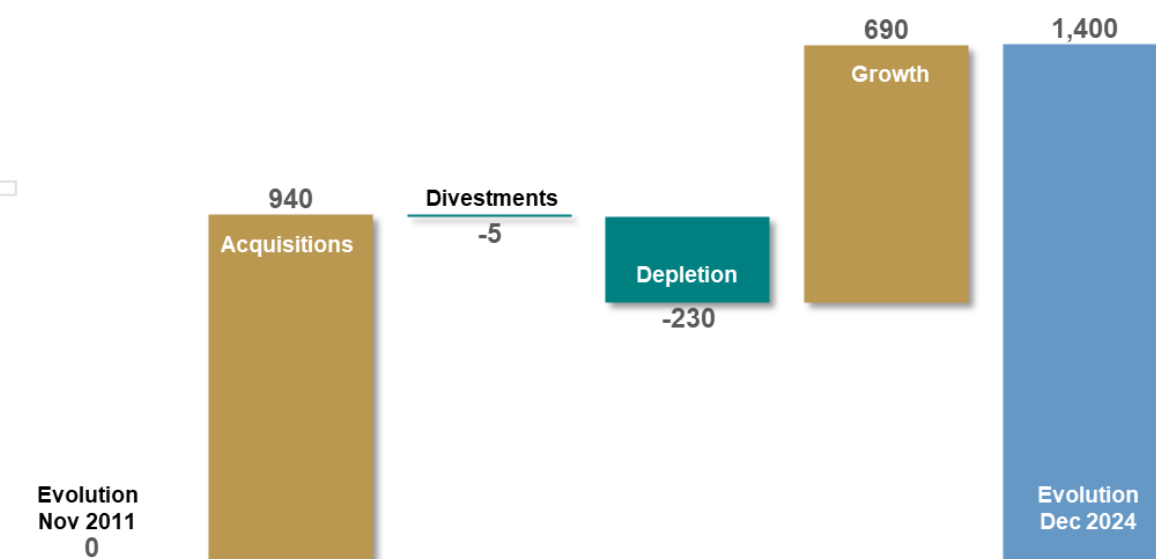 690
1,400
Growth
940
Divestments
-5
Acquisitions
Depletion
-230
Evolution
Nov 2011
0
Evolution
Dec 2024